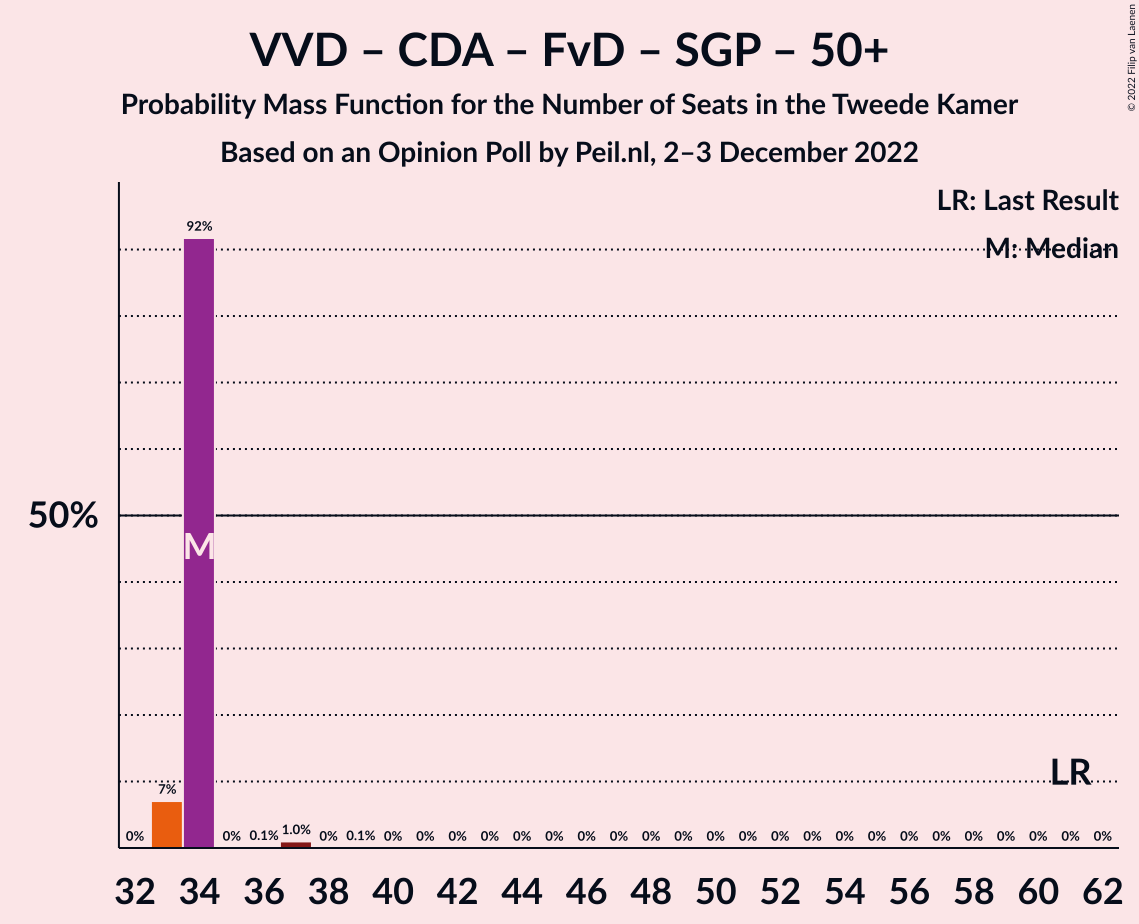 VVD – CDA – FvD – SGP – 50+
Probability Mass Function for the Number of Seats in the Tweede Kamer
Based on an Opinion Poll by Peil.nl, 2–3 December 2022
© 2022 Filip van Laenen
LR: Last Result
M: Median
92%
50%
M
LR
7%
0% 0% 0.1% 1.0% 0% 0.1% 0% 0% 0% 0% 0% 0% 0% 0% 0% 0% 0% 0% 0% 0% 0% 0% 0% 0% 0% 0% 0% 0% 0%
32 34 36 38 40 42 44 46 48 50 52 54 56 58 60 62